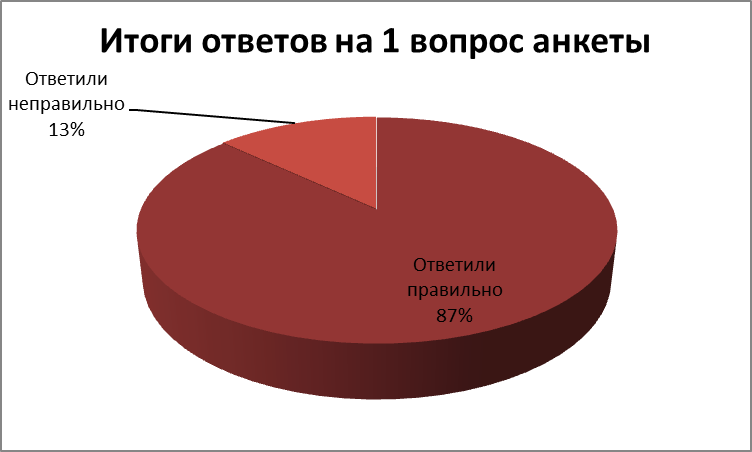 Итоги ответов на 1 вопрос анкеты
Ответили
неправильно
13%
Ответили
правильно
87%